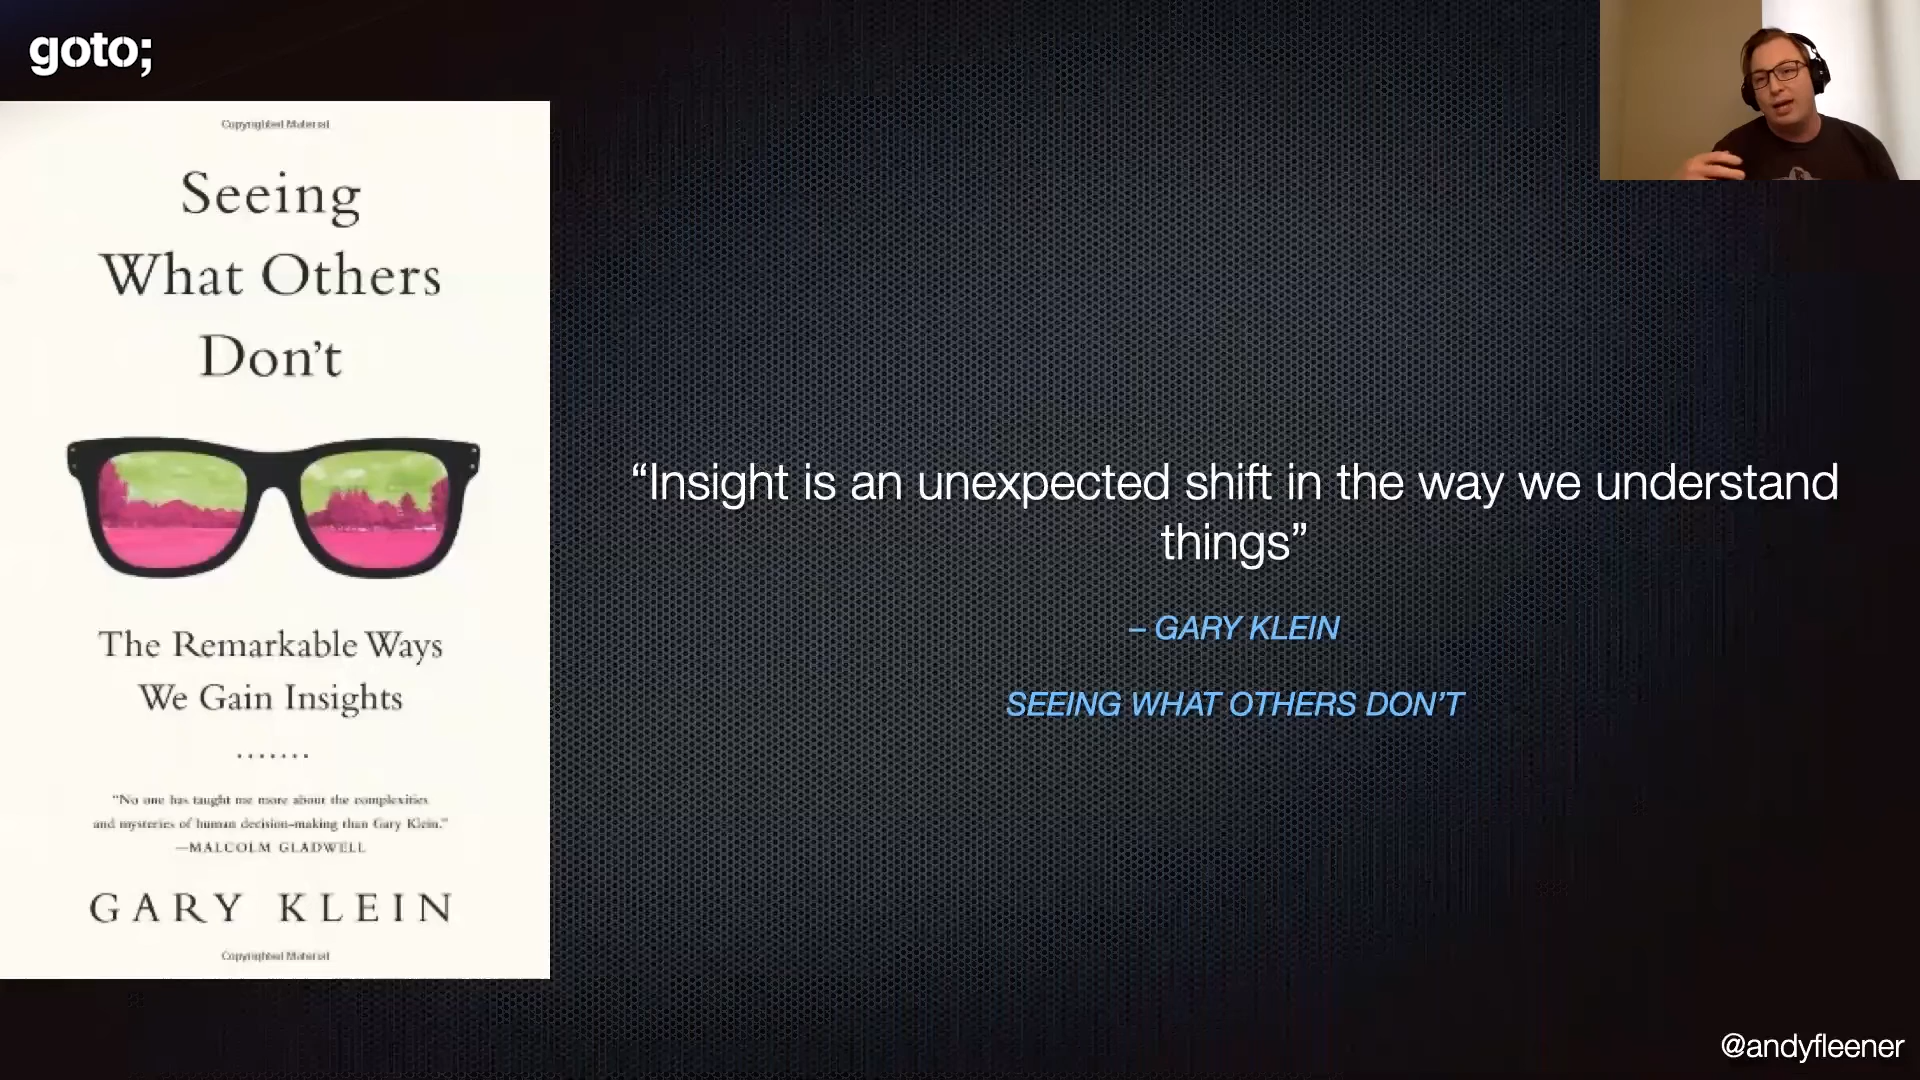 goto;
Copyrighted Material
Seeing
What Others
Don't
The Remarkable Ways
We Gain Insights
.......
"No one has taught me more about the complexities
and mysteries of human decision-making than Gary Klein."
—MALCOLM GLADWELL
GARY KLEIN
Copyrighted Material
“Insight is an unexpected shift in the way we understand
things”
– GARY KLEIN
SEEING WHAT OTHERS DON’T
@andyfleener